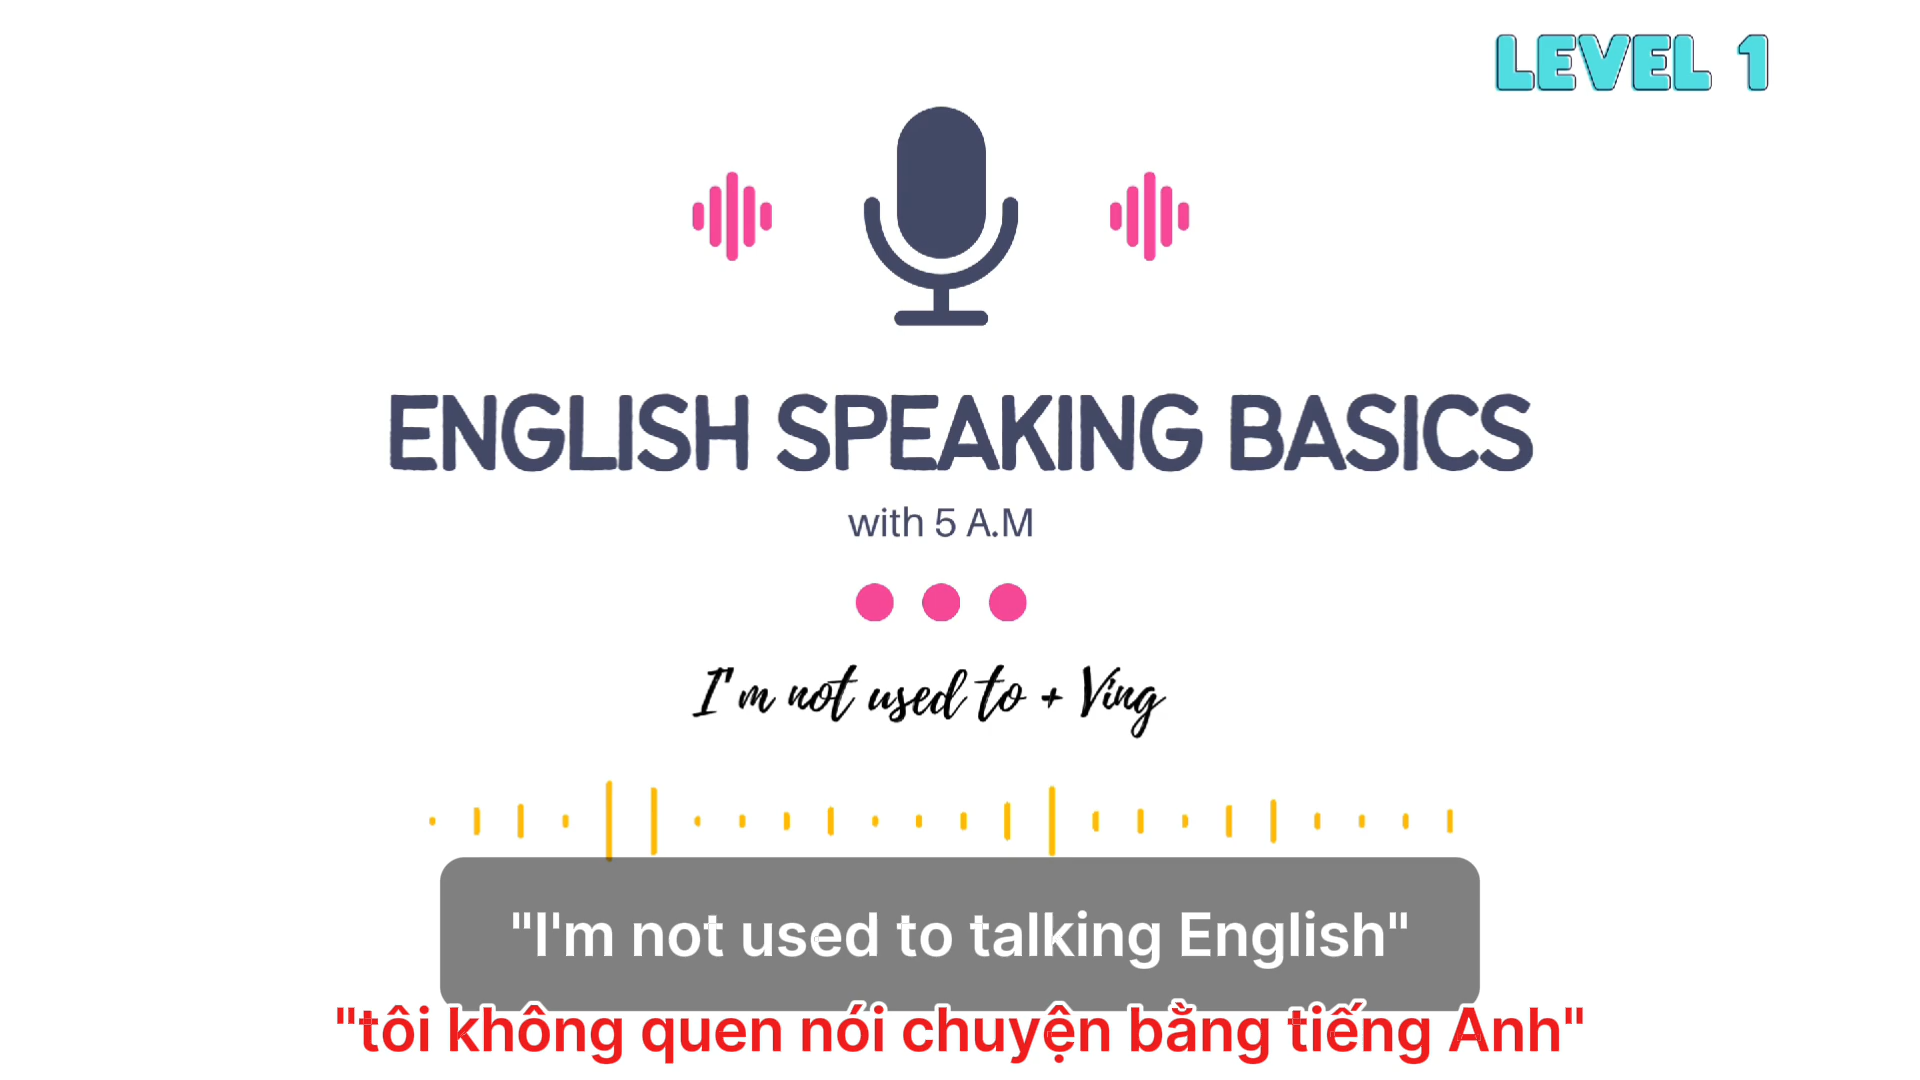 LEVEL 1
ENGLISH SPEAKING BASICS
with 5 A.M
I'm not used to + Ving
"I'm not used to talking English"
"tôi không quen nói chuyện bằng tiếng Anh"